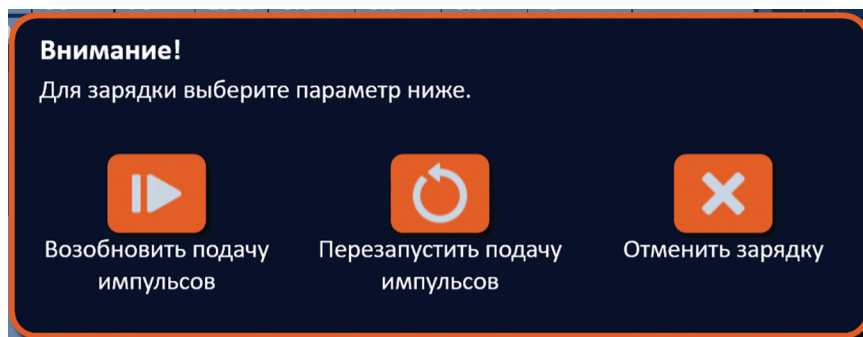 Внимание!
Для зарядки выберите параметр ниже.
Возобновить подачу
импульсов
Перезапустить подачу
импульсов
Отменить зарядку